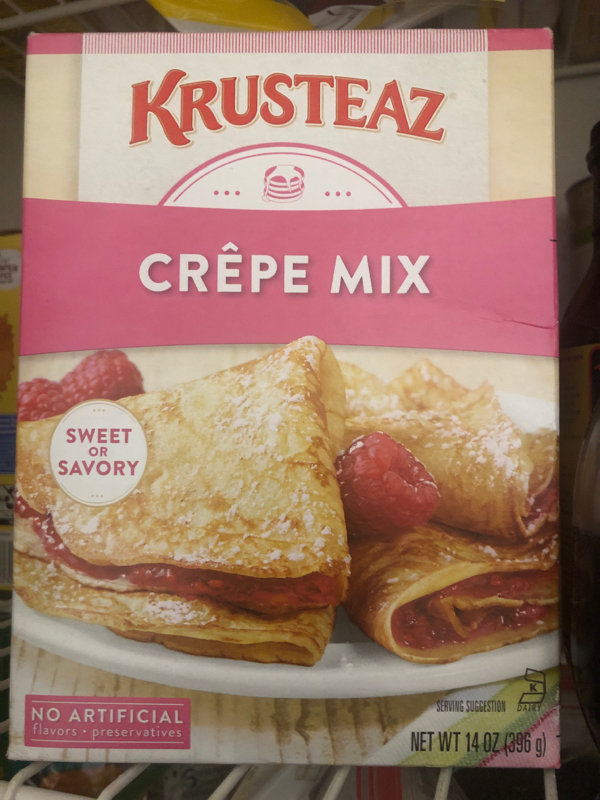 KRUSTEAZ
CRÊPE MIX
SWEET
OR
SAVORY
NO ARTIFICIAL
flavors • preservatives
SERVING SUGGESTION
K
DAIRY
NET WT 14 OZ (396 g)